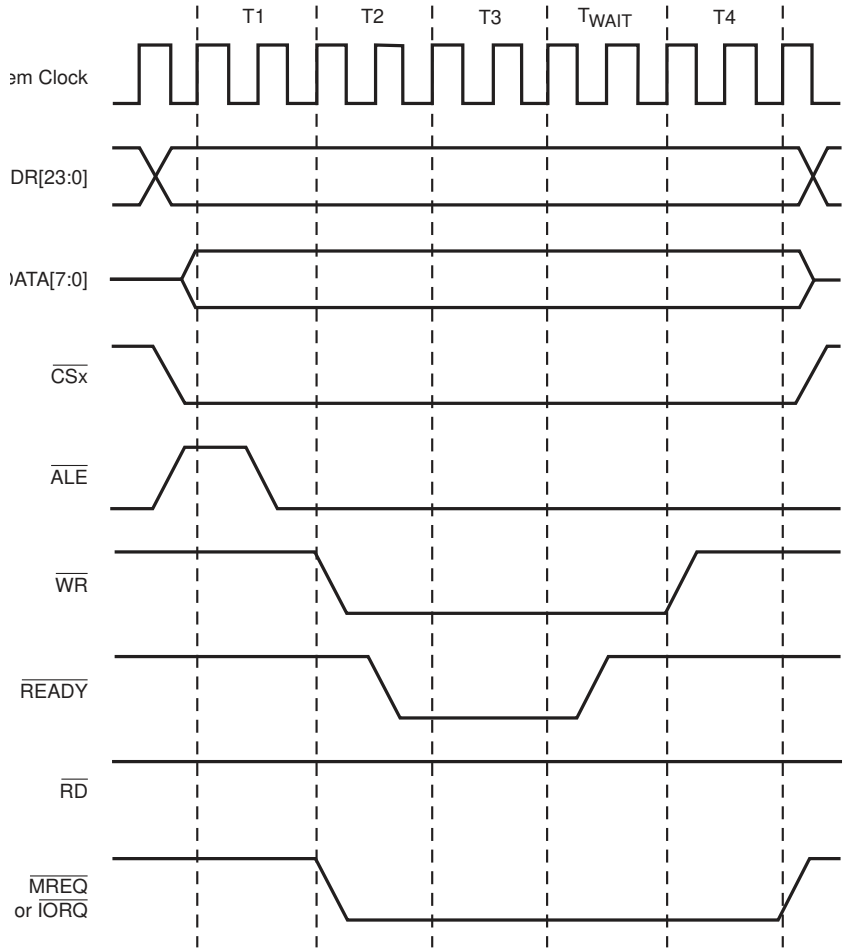 T1 T2 T3 TWAIT T4
em Clock
DR[23:0]
DATA[7:0]
CSx
ALE
WR
READY
RD
MREQ
or IORQ